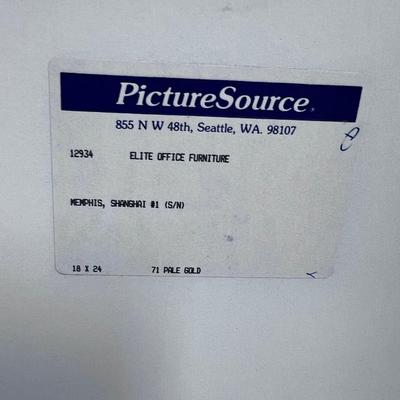 PictureSource.
855 N W 48th, Seattle, WA. 98107
12934 ELITE OFFICE FURNITURE
MEMPHIS, SHANGHAI #1 (S/N)
18 X 24 71 PALE GOLD